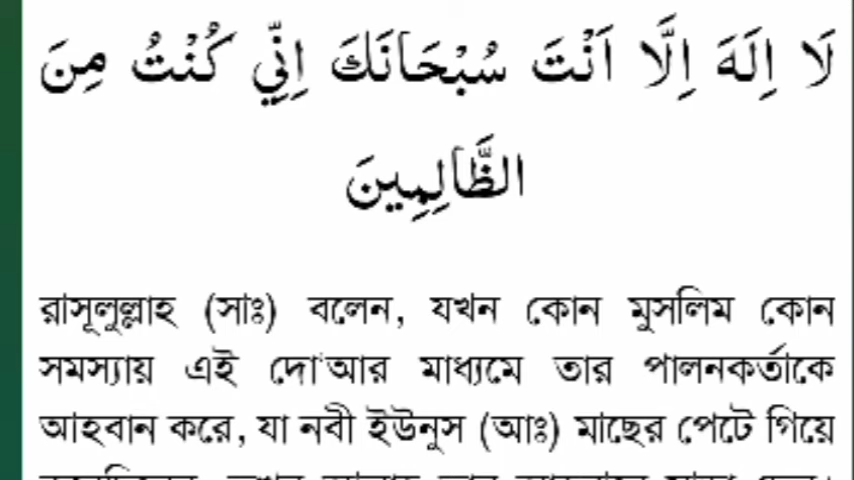 لَا اِلَهَ اِلَّا اَنْتَ سُبْحَانَكَ اِنِّي كُنْتُ مِنَ
الظَّالِمِينَ
রাসূলুল্লাহ (সাঃ) বলেন, যখন কোন মুসলিম কোন
সমস্যায় এই দো'আর মাধ্যমে তার পালনকর্তাকে
আহবান করে, যা নবী ইউনুস (আঃ) মাছের পেটে গিয়ে